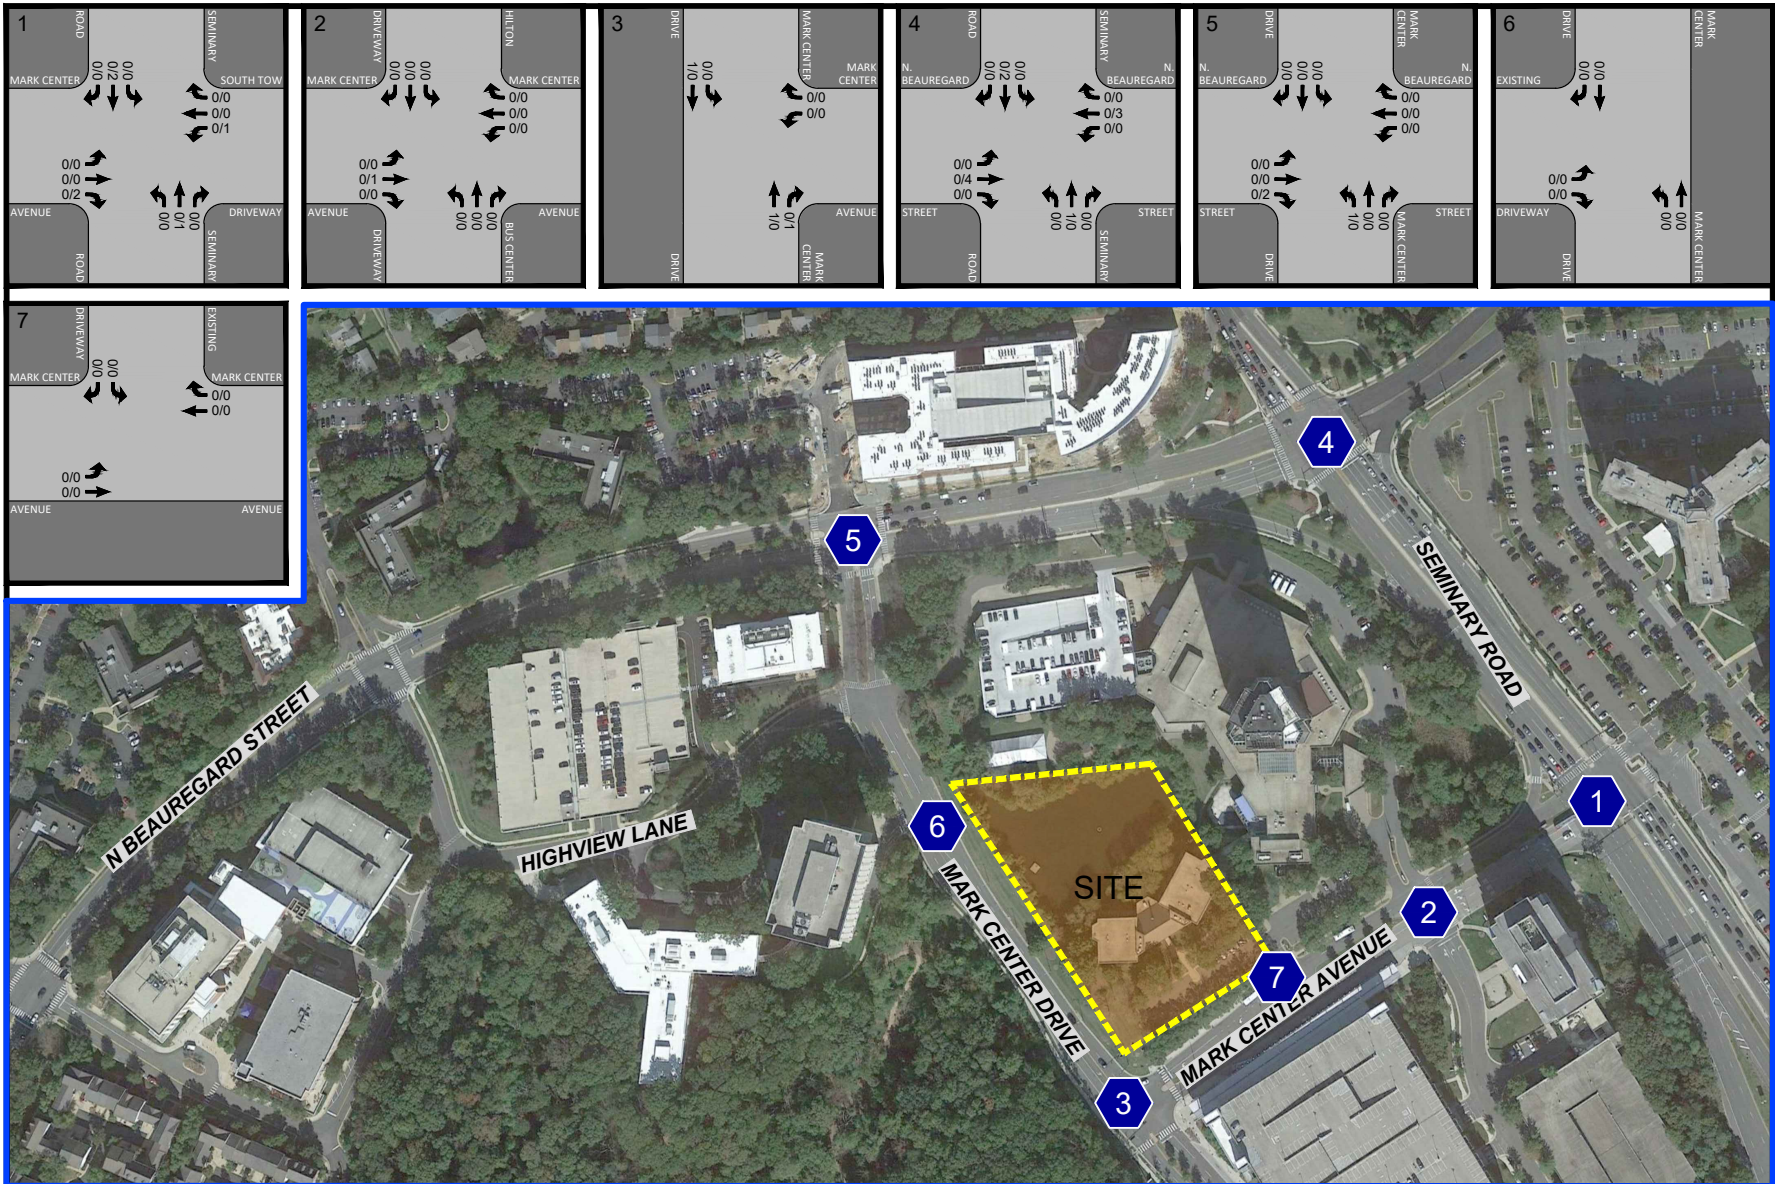 1
ROAD
SEMINARY
MARK CENTER
SOUTH TOW
0/0
0/2
0/0
0/0
0/0
0/1
0/0
0/0
0/2
0/0
0/1
0/0
AVENUE
DRIVEWAY
ROAD
SEMINARY
2
DRIVEWAY
HILTON
MARK CENTER
MARK CENTER
0/0
0/0
0/0
0/0
0/0
0/0
0/0
0/1
0/0
0/0
0/0
0/0
AVENUE
AVENUE
DRIVEWAY
BUS CENTER
3
DRIVE
MARK CENTER
MARK
CENTER
1/0
0/0
0/0
0/0
1/0
0/1
AVENUE
DRIVE
MARK
CENTER
4
ROAD
SEMINARY
N.
BEAUREGARD
N.
BEAUREGARD
0/0
0/2
0/0
0/0
0/3
0/0
0/0
0/4
0/0
0/0
1/0
0/0
STREET
STREET
ROAD
SEMINARY
5
DRIVE
MARK
CENTER
N.
BEAUREGARD
N.
BEAUREGARD
0/0
0/0
0/0
0/0
0/0
0/0
0/0
0/0
0/2
1/0
0/0
0/0
STREET
STREET
DRIVE
MARK CENTER
6
DRIVE
MARK
CENTER
EXISTING
0/0
0/0
0/0
0/0
0/0
0/0
DRIVEWAY
DRIVE
MARK CENTER
7
DRIVEWAY
EXISTING
MARK CENTER
MARK CENTER
0/0
0/0
0/0
0/0
0/0
0/0
AVENUE
AVENUE
4
5
SEMINARY ROAD
N BEAUREGARD STREET
1
6
HIGHVIEW LANE
SITE
2
MARK CENTER DRIVE
7
MARK CENTER AVENUE
3